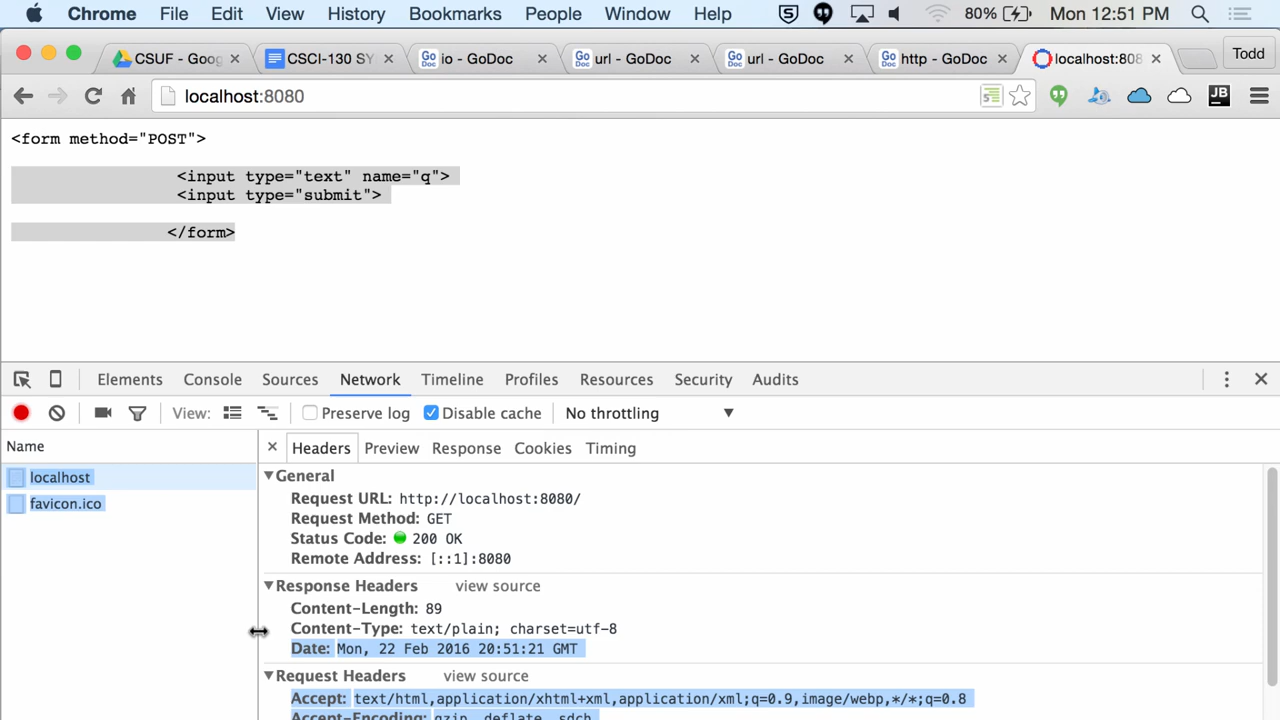 Chrome File Edit View History Bookmarks People Window Help 80% Mon 12:51 PM
CSUF - Goog CSCI-130 SY io - GoDoc url - GoDoc url - GoDoc http - GoDoc localhost:808 Todd
localhost:8080
<form method="POST">
<input type="text" name="q">
<input type="submit">
</form>
Elements Console Sources Network Timeline Profiles Resources Security Audits
View: Preserve log Disable cache No throttling
Name Headers Preview Response Cookies Timing
localhost
favicon.ico
General
Request URL: http://localhost:8080/
Request Method: GET
Status Code: 200 OK
Remote Address: [::1]:8080
Response Headers view source
Content-Length: 89
Content-Type: text/plain; charset=utf-8
Date: Mon, 22 Feb 2016 20:51:21 GMT
Request Headers view source
Accept: text/html,application/xhtml+xml,application/xml;q=0.9,image/webp,*/*;q=0.8
Accept-Encoding: gzip, deflate, sdch